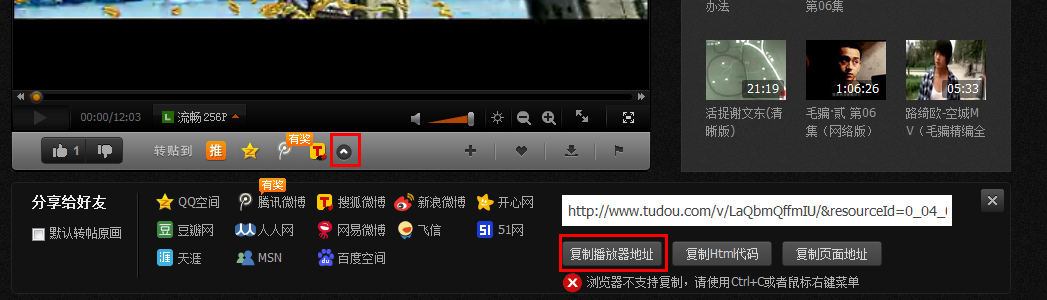 办法
第06集
21:19
1:06:26
05:33
活捉谢文东(清晰版)
毛骗·贰 第06集（网络版）
路绮欧-空城MV（毛骗精编全
00:00/12:03
L 流畅 256P
1
转贴到
推
有奖
分享给好友
默认转帖原画
QQ空间
有奖
腾讯微博
搜狐微博
新浪微博
开心网
豆 豆瓣网
人人网
网易微博
飞信
51 51网
涯 天涯
MSN
du 百度空间
http://www.tudou.com/v/LaQbmQffmIU/&resourceId=0_04_
复制播放器地址
复制Html代码
复制页面地址
浏览器不支持复制，请使用Ctrl+C或者鼠标右键菜单